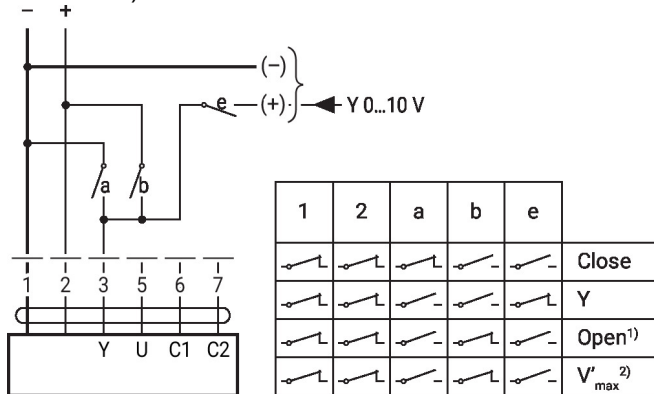 − +
(−)
e (+) Y 0...10 V
a b
1 2 3 5 6 7
Y U C1 C2
1 2 a b e
Close
Y
Open¹⁾
V'max²⁾